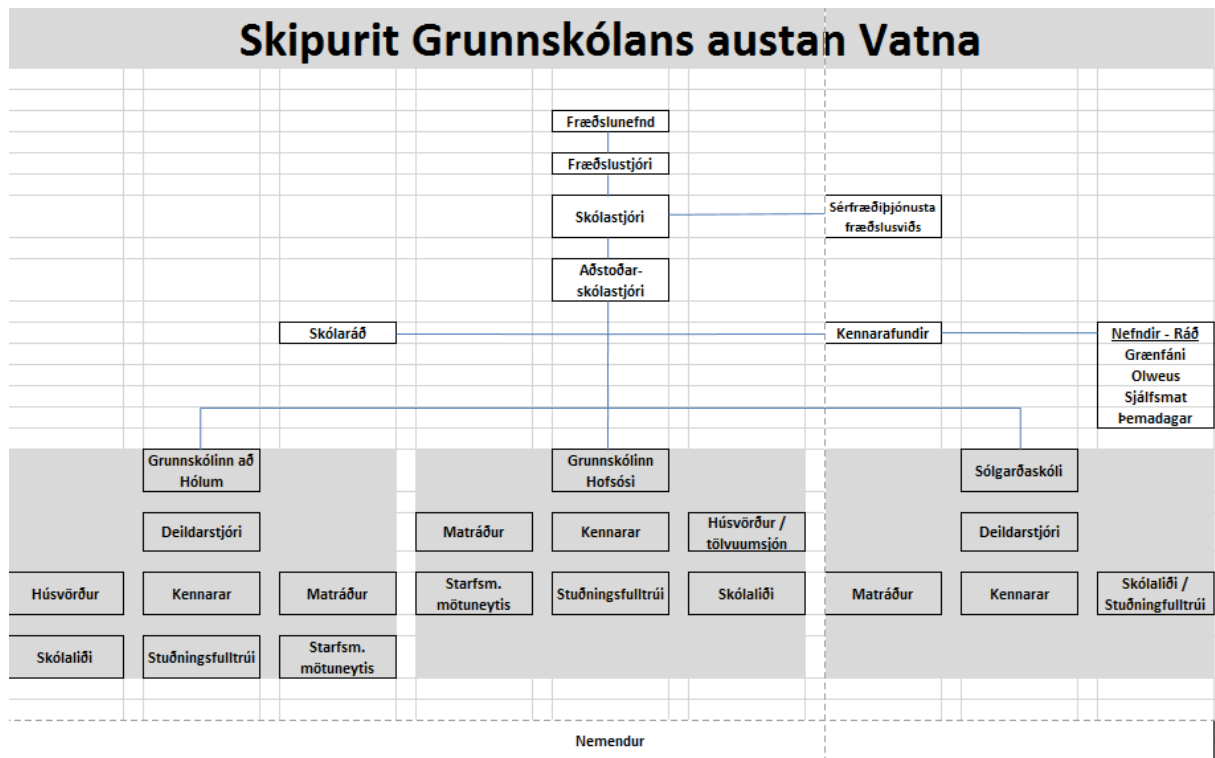 Skipurit Grunnskólans austan Vatna
Fræðslunefnd
Fræðslustjóri
Skólastjóri
Sérfræðiþjónusta
fræðslusviðs
Aðstoðar-
skólastjóri
Skólaráð
Kennarafundir
Nefndir - Ráð
Grænfáni
Olweus
Sjálfsmat
Þemadagar
Grunnskólinn að
Hólum
Deildarstjóri
Húsvörður
Kennarar
Matráður
Skólaliði
Stuðningsfulltrúi
Starfsm.
mötuneytis
Grunnskólinn
Hofsósi
Matráður
Kennarar
Húsvörður /
tölvuumsjón
Starfsm.
mötuneytis
Stuðningsfulltrúi
Skólaliði
Sólgarðaskóli
Deildarstjóri
Matráður
Kennarar
Skólaliði /
Stuðningfulltrúi
Nemendur